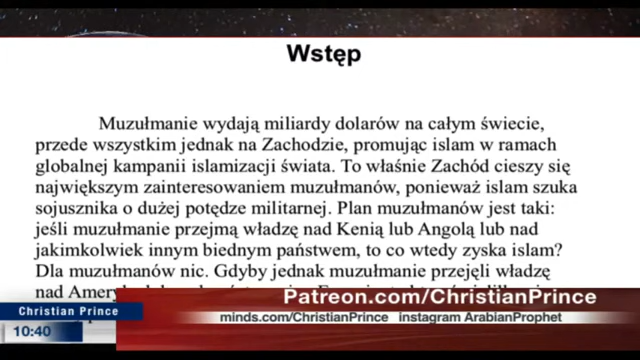 Wstęp
Muzułmanie wydają miliardy dolarów na całym świecie,
przede wszystkim jednak na Zachodzie, promując islam w ramach
globalnej kampanii islamizacji świata. To właśnie Zachód cieszy się
największym zainteresowaniem muzułmanów, ponieważ islam szuka
sojusznika o dużej potędze militarnej. Plan muzułmanów jest taki:
jeśli muzułmanie przejmą władzę nad Kenią lub Angolą lub nad
jakimkolwiek innym biednym państwem, to co wtedy zyska islam?
Dla muzułmanów nic. Gdyby jednak muzułmanie przejęli władzę
nad
Patreon.com/ChristianPrince
Christian Prince
minds.com/ChristianPrince instagram ArabianProphet
10:40